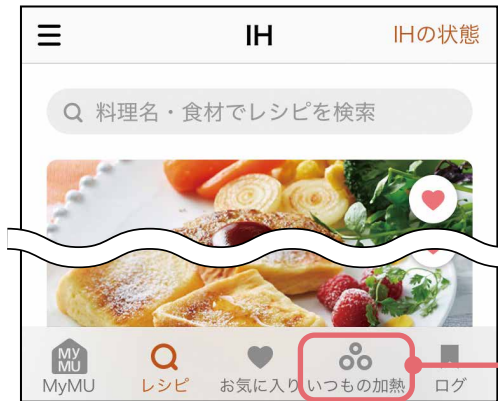 IH
IHの状態
料理名・食材でレシピを検索
MY
MU
MyMU
レシピ
お気に入り
いつもの加熱
ログ